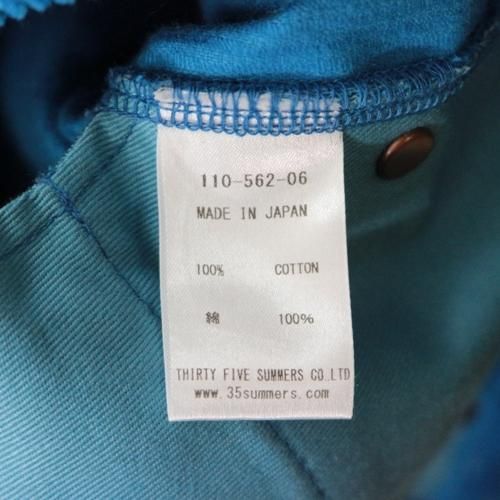 110-562-06
MADE IN JAPAN
100% COTTON
綿 100%
THIRTY FIVE SUMMERS CO.LTD
www.35summers.com